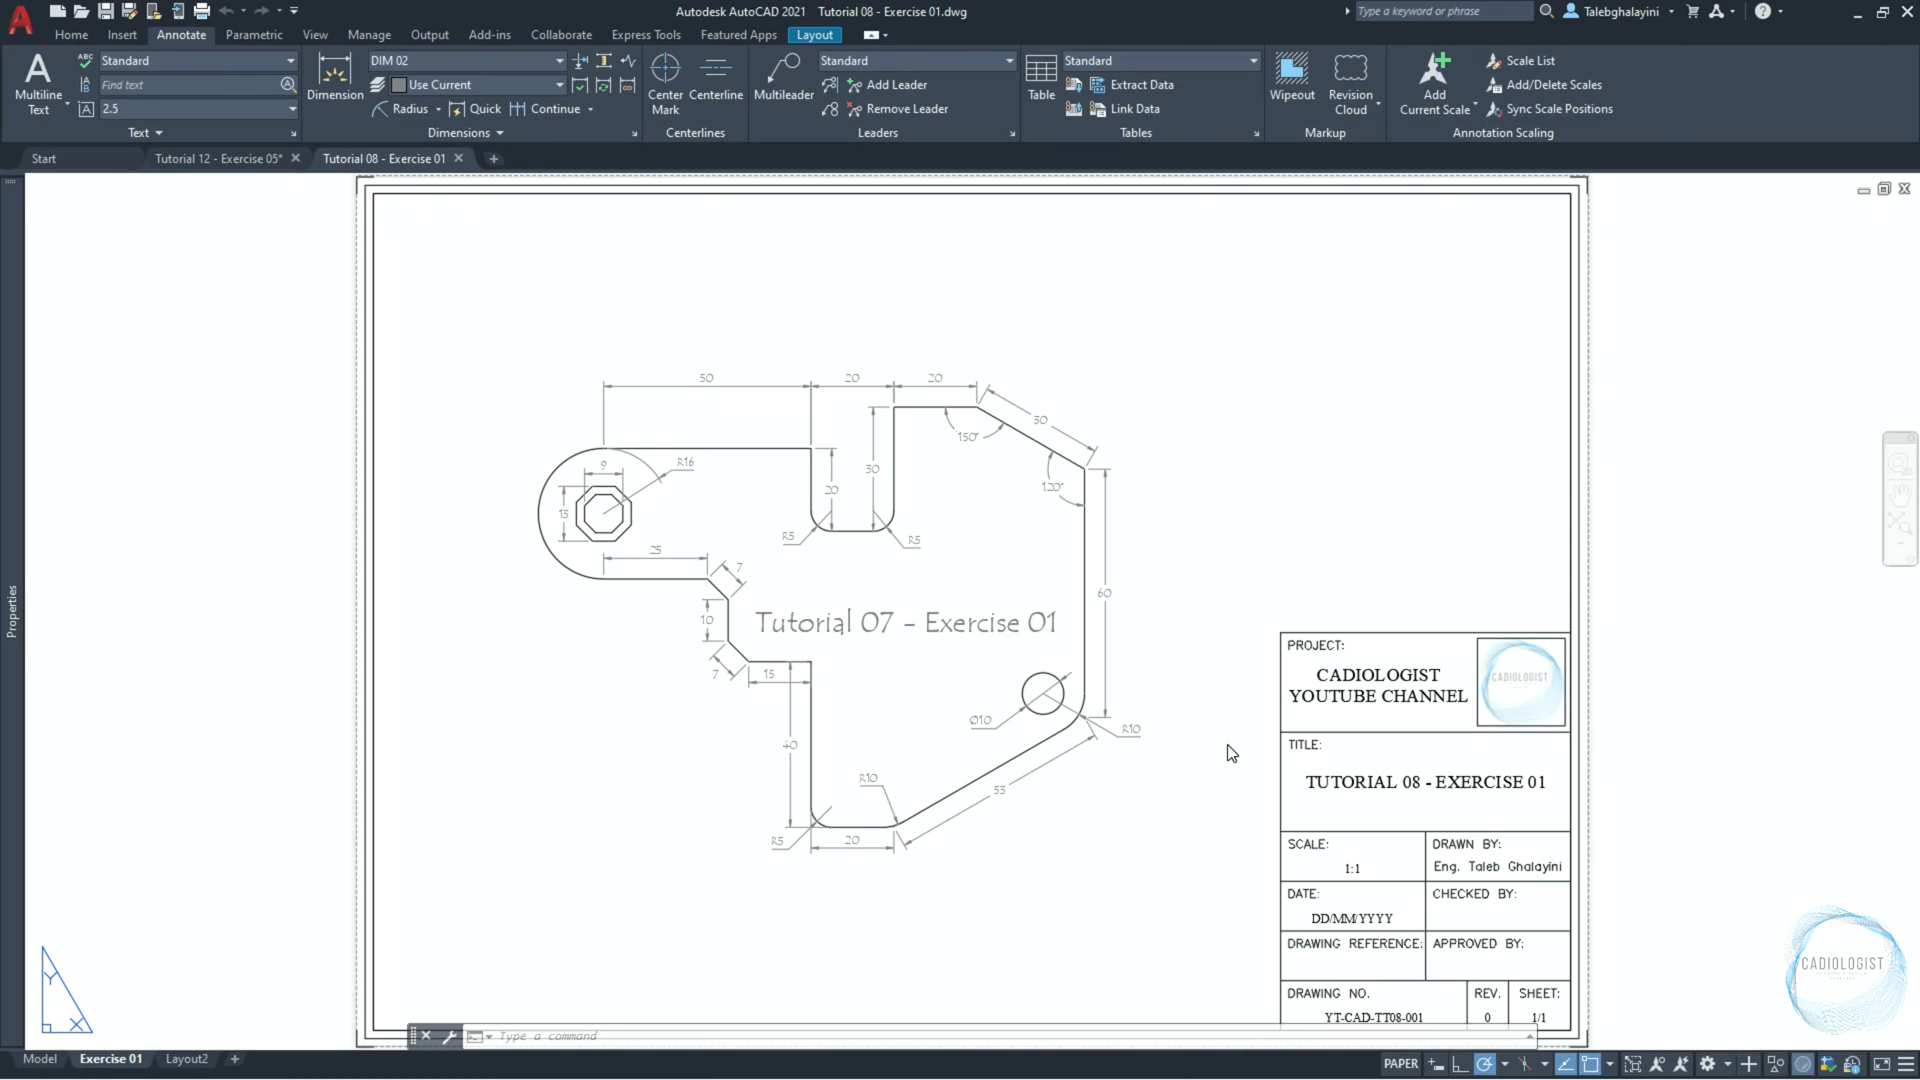 Autodesk AutoCAD 2021 Tutorial 08 - Exercise 01.dwg
Type a keyword or phrase
Talebghalayini
Home Insert Annotate Parametric View Manage Output Add-ins Collaborate Express Tools Featured Apps Layout
Multiline Text
Standard
Find text
2.5
Text
Dimension
DIM 02
Use Current
Radius Quick Continue
Dimensions
Center Mark
Centerline
Centerlines
Multileader
Standard
Add Leader
Remove Leader
Leaders
Table
Standard
Extract Data
Link Data
Tables
Wipeout
Revision Cloud
Markup
Add Current Scale
Scale List
Add/Delete Scales
Sync Scale Positions
Annotation Scaling
Start
Tutorial 12 - Exercise 05*
Tutorial 08 - Exercise 01
Properties
50 20 20
30
150°
R16
9
30
20
120°
13
R5 R5
25
7
60
10
Tutorial 07 - Exercise 01
7 15
Ø10
R10
40
R10
55
R5 20
PROJECT:
CADIOLOGIST
YOUTUBE CHANNEL
CADIOLOGIST
TITLE:
TUTORIAL 08 - EXERCISE 01
SCALE:
1:1
DRAWN BY:
Eng. Taleb Ghalayini
DATE:
DD/MM/YYYY
CHECKED BY:
DRAWING REFERENCE:
APPROVED BY:
DRAWING NO.
YT-CAD-TT08-001
REV.
0
SHEET:
1/1
CADIOLOGIST
Y
X
Type a command
Model Exercise 01 Layout2
PAPER